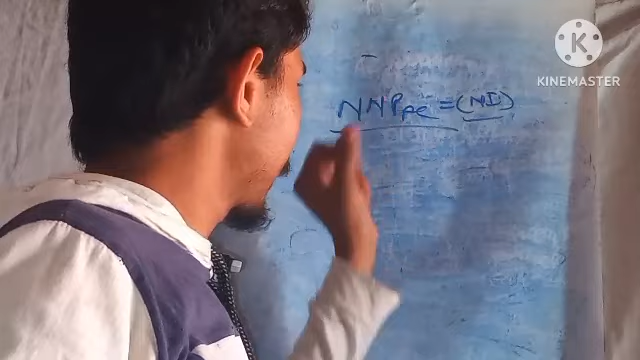 NNPFC = (NI)
K
KINEMASTER